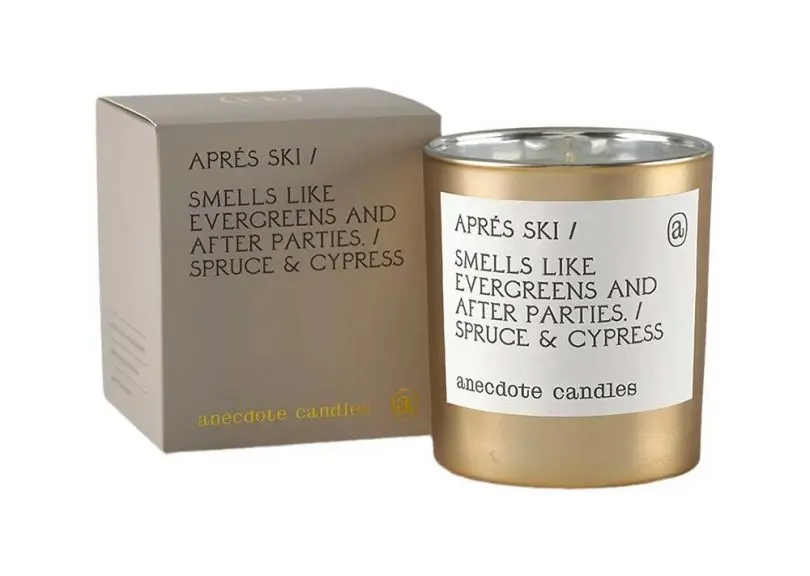 APRÉS SKI /
SMELLS LIKE
EVERGREENS AND
AFTER PARTIES. /
SPRUCE & CYPRESS
anecdote candles
APRÉS SKI /
a
SMELLS LIKE
EVERGREENS AND
AFTER PARTIES. /
SPRUCE & CYPRESS
anecdote candles